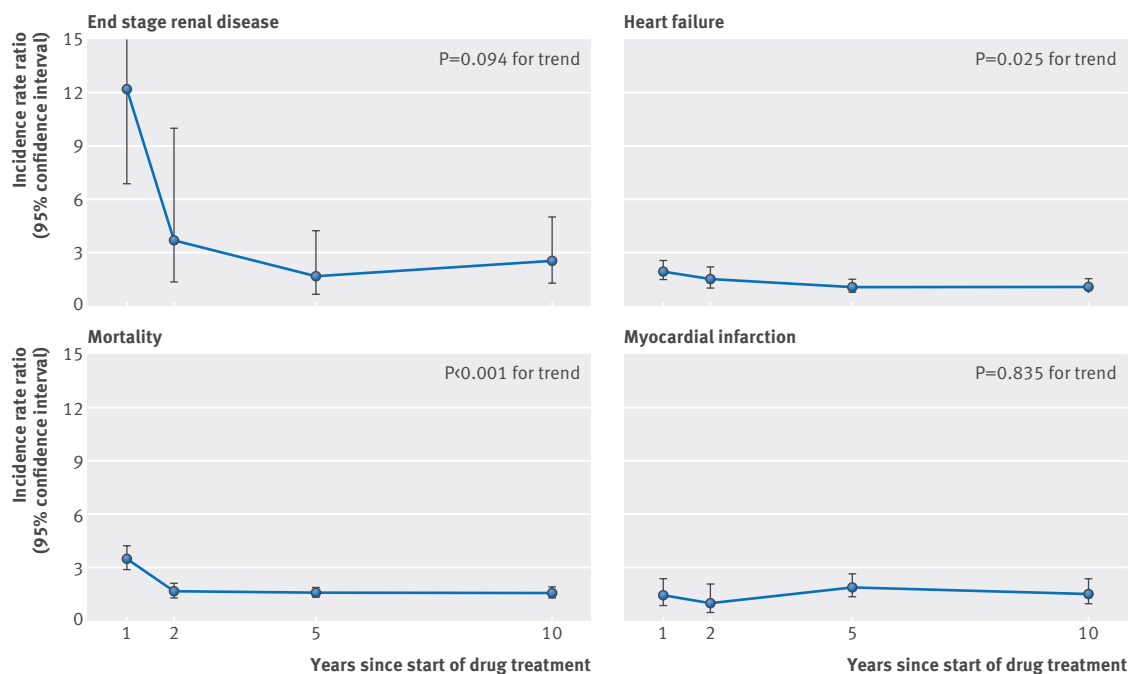 End stage renal disease
Incidence rate ratio
(95% confidence interval)
15
12
9
6
3
0
P=0.094 for trend
Heart failure
P=0.025 for trend
Mortality
Incidence rate ratio
(95% confidence interval)
15
12
9
6
3
0
P<0.001 for trend
1 2 5 10
Years since start of drug treatment
Myocardial infarction
P=0.835 for trend
1 2 5 10
Years since start of drug treatment